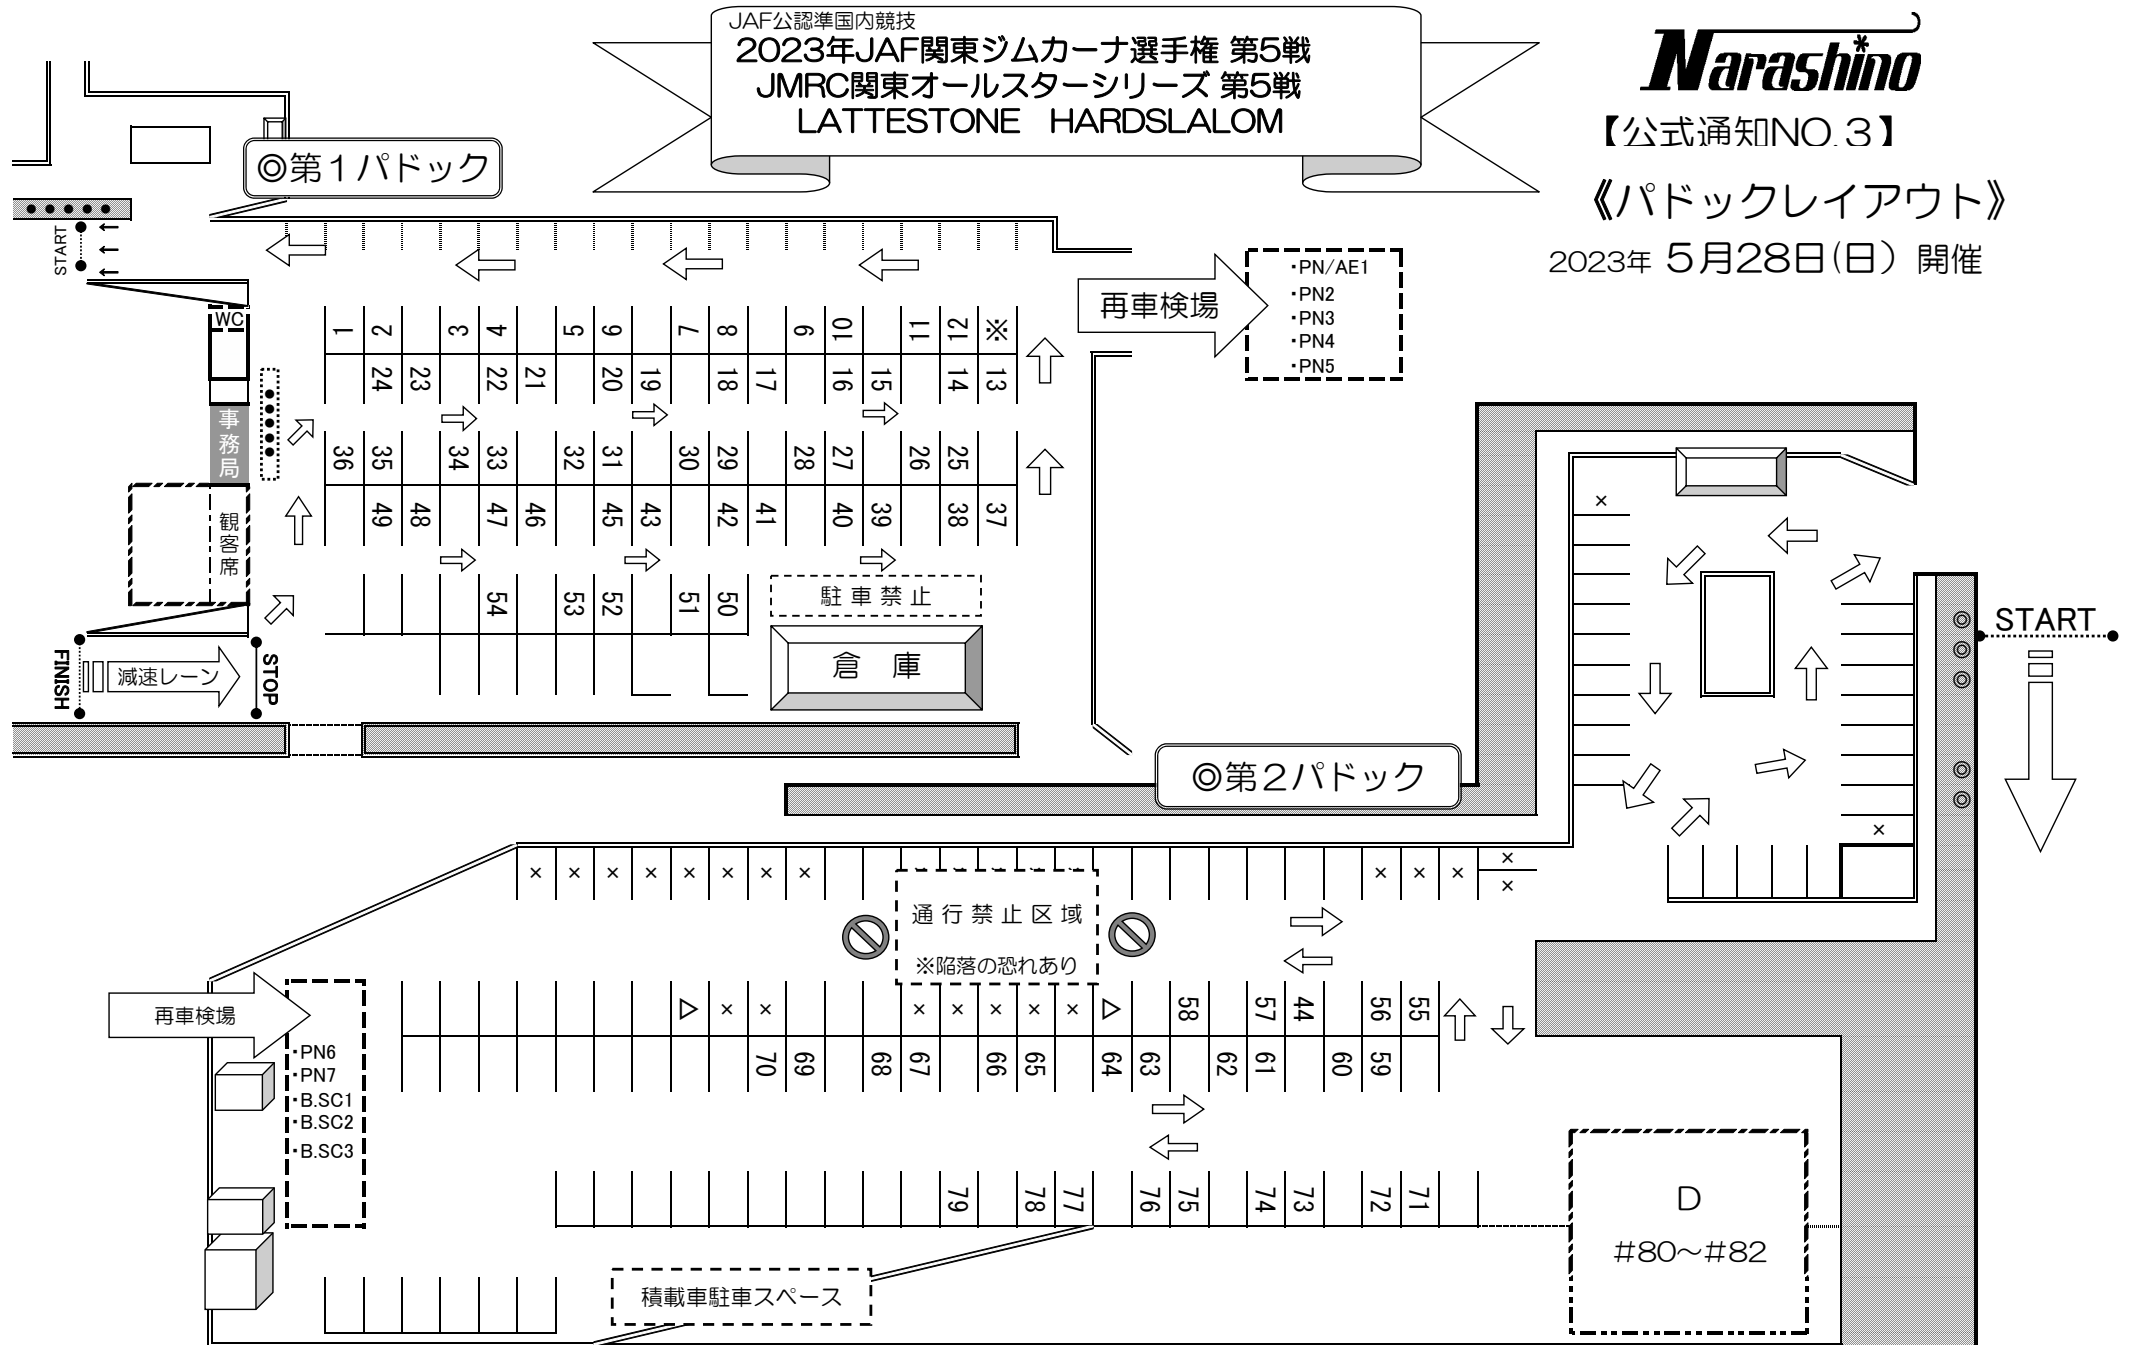 JAF公認準国内競技
2023年JAF関東ジムカーナ選手権 第5戦
JMRC関東オールスターシリーズ 第5戦
LATTESTONE HARDSLALOM
Narashino
【公式通知NO.3】
《パドックレイアウト》
2023年 5月28日(日) 開催
◎第1パドック
START
WC
事務局
観客席
FINISH
減速レーン
STOP
1 2 3 4 5 6 7 8 9 10 11 12 ※
24 23 22 21 20 19 18 17 16 15 14 13
36 35 34 33 32 31 30 29 28 27 26 25
49 48 47 46 45 43 42 41 40 39 38 37
54 53 52 51 50
駐車禁止
倉 庫
再車検場
・PN/AE1
・PN2
・PN3
・PN4
・PN5
◎第2パドック
×
START
×
× × × × × × × × × × × ×
×
通行禁止区域
※陥落の恐れあり
▷ × × × × × × × ▷ 58 57 44 56 55
70 69 68 67 66 65 64 63 62 61 60 59
79 78 77 76 75 74 73 72 71
再車検場
・PN6
・PN7
・B.SC1
・B.SC2
・B.SC3
D
#80～#82
積載車駐車スペース